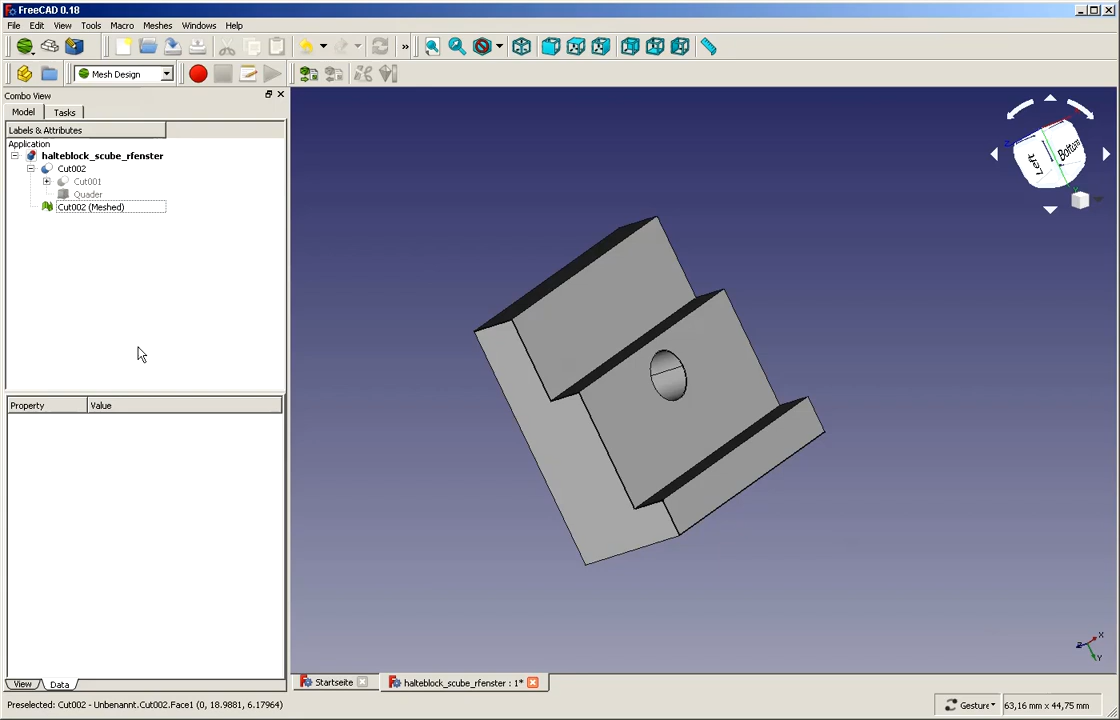 FreeCAD 0.18
File Edit View Tools Macro Meshes Windows Help
»
Mesh Design
Combo View
Model Tasks
Labels & Attributes
Application
halteblock_scube_rfenster
Cut002
Cut001
Quader
Cut002 (Meshed)
Left
Bottom
Property Value
X
Z
Y
View Data
Startseite
halteblock_scube_rfenster : 1*
Preselected: Cut002 - Unbenannt.Cut002.Face1 (0, 18.9881, 6.17964)
Gesture
63,16 mm x 44,75 mm